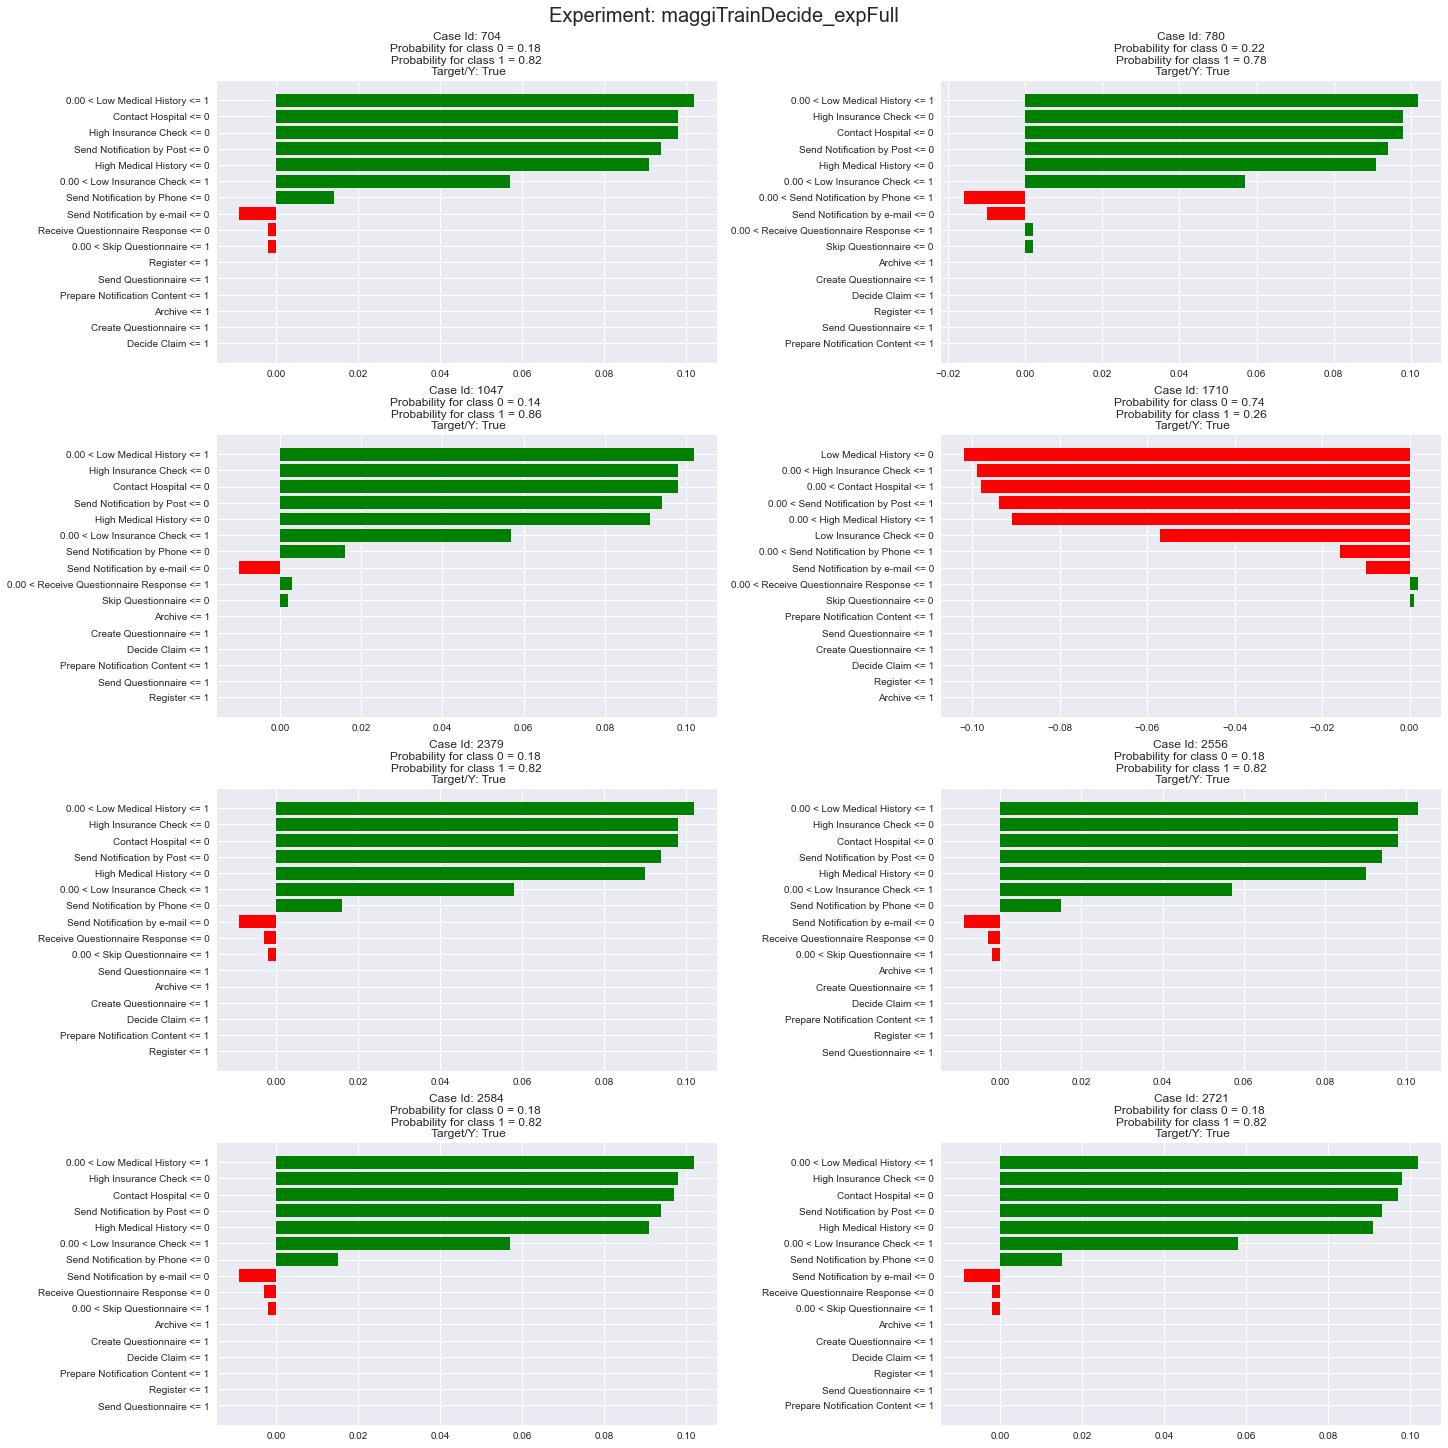 Experiment: maggiTrainDecide_expFull
Case Id: 704
Probability for class 0 = 0.18
Probability for class 1 = 0.82
Target/Y: True
0.00 < Low Medical History <= 1
Contact Hospital <= 0
High Insurance Check <= 0
Send Notification by Post <= 0
High Medical History <= 0
0.00 < Low Insurance Check <= 1
Send Notification by Phone <= 0
Send Notification by e-mail <= 0
Receive Questionnaire Response <= 0
0.00 < Skip Questionnaire <= 1
Register <= 1
Send Questionnaire <= 1
Prepare Notification Content <= 1
Archive <= 1
Create Questionnaire <= 1
Decide Claim <= 1
0.00 0.02 0.04 0.06 0.08 0.10
Case Id: 780
Probability for class 0 = 0.22
Probability for class 1 = 0.78
Target/Y: True
0.00 < Low Medical History <= 1
High Insurance Check <= 0
Contact Hospital <= 0
Send Notification by Post <= 0
High Medical History <= 0
0.00 < Low Insurance Check <= 1
0.00 < Send Notification by Phone <= 1
Send Notification by e-mail <= 0
0.00 < Receive Questionnaire Response <= 1
Skip Questionnaire <= 0
Archive <= 1
Create Questionnaire <= 1
Decide Claim <= 1
Register <= 1
Send Questionnaire <= 1
Prepare Notification Content <= 1
−0.02 0.00 0.02 0.04 0.06 0.08 0.10
Case Id: 1047
Probability for class 0 = 0.14
Probability for class 1 = 0.86
Target/Y: True
0.00 < Low Medical History <= 1
High Insurance Check <= 0
Contact Hospital <= 0
Send Notification by Post <= 0
High Medical History <= 0
0.00 < Low Insurance Check <= 1
Send Notification by Phone <= 0
Send Notification by e-mail <= 0
0.00 < Receive Questionnaire Response <= 1
Skip Questionnaire <= 0
Archive <= 1
Create Questionnaire <= 1
Decide Claim <= 1
Prepare Notification Content <= 1
Send Questionnaire <= 1
Register <= 1
0.00 0.02 0.04 0.06 0.08 0.10
Case Id: 1710
Probability for class 0 = 0.74
Probability for class 1 = 0.26
Target/Y: True
Low Medical History <= 0
0.00 < High Insurance Check <= 1
0.00 < Contact Hospital <= 1
0.00 < Send Notification by Post <= 1
0.00 < High Medical History <= 1
Low Insurance Check <= 0
0.00 < Send Notification by Phone <= 1
Send Notification by e-mail <= 0
0.00 < Receive Questionnaire Response <= 1
Skip Questionnaire <= 0
Prepare Notification Content <= 1
Send Questionnaire <= 1
Create Questionnaire <= 1
Decide Claim <= 1
Register <= 1
Archive <= 1
−0.10 −0.08 −0.06 −0.04 −0.02 0.00
Case Id: 2379
Probability for class 0 = 0.18
Probability for class 1 = 0.82
Target/Y: True
0.00 < Low Medical History <= 1
High Insurance Check <= 0
Contact Hospital <= 0
Send Notification by Post <= 0
High Medical History <= 0
0.00 < Low Insurance Check <= 1
Send Notification by Phone <= 0
Send Notification by e-mail <= 0
Receive Questionnaire Response <= 0
0.00 < Skip Questionnaire <= 1
Send Questionnaire <= 1
Archive <= 1
Create Questionnaire <= 1
Decide Claim <= 1
Prepare Notification Content <= 1
Register <= 1
0.00 0.02 0.04 0.06 0.08 0.10
Case Id: 2556
Probability for class 0 = 0.18
Probability for class 1 = 0.82
Target/Y: True
0.00 < Low Medical History <= 1
High Insurance Check <= 0
Contact Hospital <= 0
Send Notification by Post <= 0
High Medical History <= 0
0.00 < Low Insurance Check <= 1
Send Notification by Phone <= 0
Send Notification by e-mail <= 0
Receive Questionnaire Response <= 0
0.00 < Skip Questionnaire <= 1
Archive <= 1
Create Questionnaire <= 1
Decide Claim <= 1
Prepare Notification Content <= 1
Register <= 1
Send Questionnaire <= 1
0.00 0.02 0.04 0.06 0.08 0.10
Case Id: 2584
Probability for class 0 = 0.18
Probability for class 1 = 0.82
Target/Y: True
0.00 < Low Medical History <= 1
High Insurance Check <= 0
Contact Hospital <= 0
Send Notification by Post <= 0
High Medical History <= 0
0.00 < Low Insurance Check <= 1
Send Notification by Phone <= 0
Send Notification by e-mail <= 0
Receive Questionnaire Response <= 0
0.00 < Skip Questionnaire <= 1
Archive <= 1
Create Questionnaire <= 1
Decide Claim <= 1
Prepare Notification Content <= 1
Register <= 1
Send Questionnaire <= 1
0.00 0.02 0.04 0.06 0.08 0.10
Case Id: 2721
Probability for class 0 = 0.18
Probability for class 1 = 0.82
Target/Y: True
0.00 < Low Medical History <= 1
High Insurance Check <= 0
Contact Hospital <= 0
Send Notification by Post <= 0
High Medical History <= 0
0.00 < Low Insurance Check <= 1
Send Notification by Phone <= 0
Send Notification by e-mail <= 0
Receive Questionnaire Response <= 0
0.00 < Skip Questionnaire <= 1
Archive <= 1
Create Questionnaire <= 1
Decide Claim <= 1
Register <= 1
Send Questionnaire <= 1
Prepare Notification Content <= 1
0.00 0.02 0.04 0.06 0.08 0.10